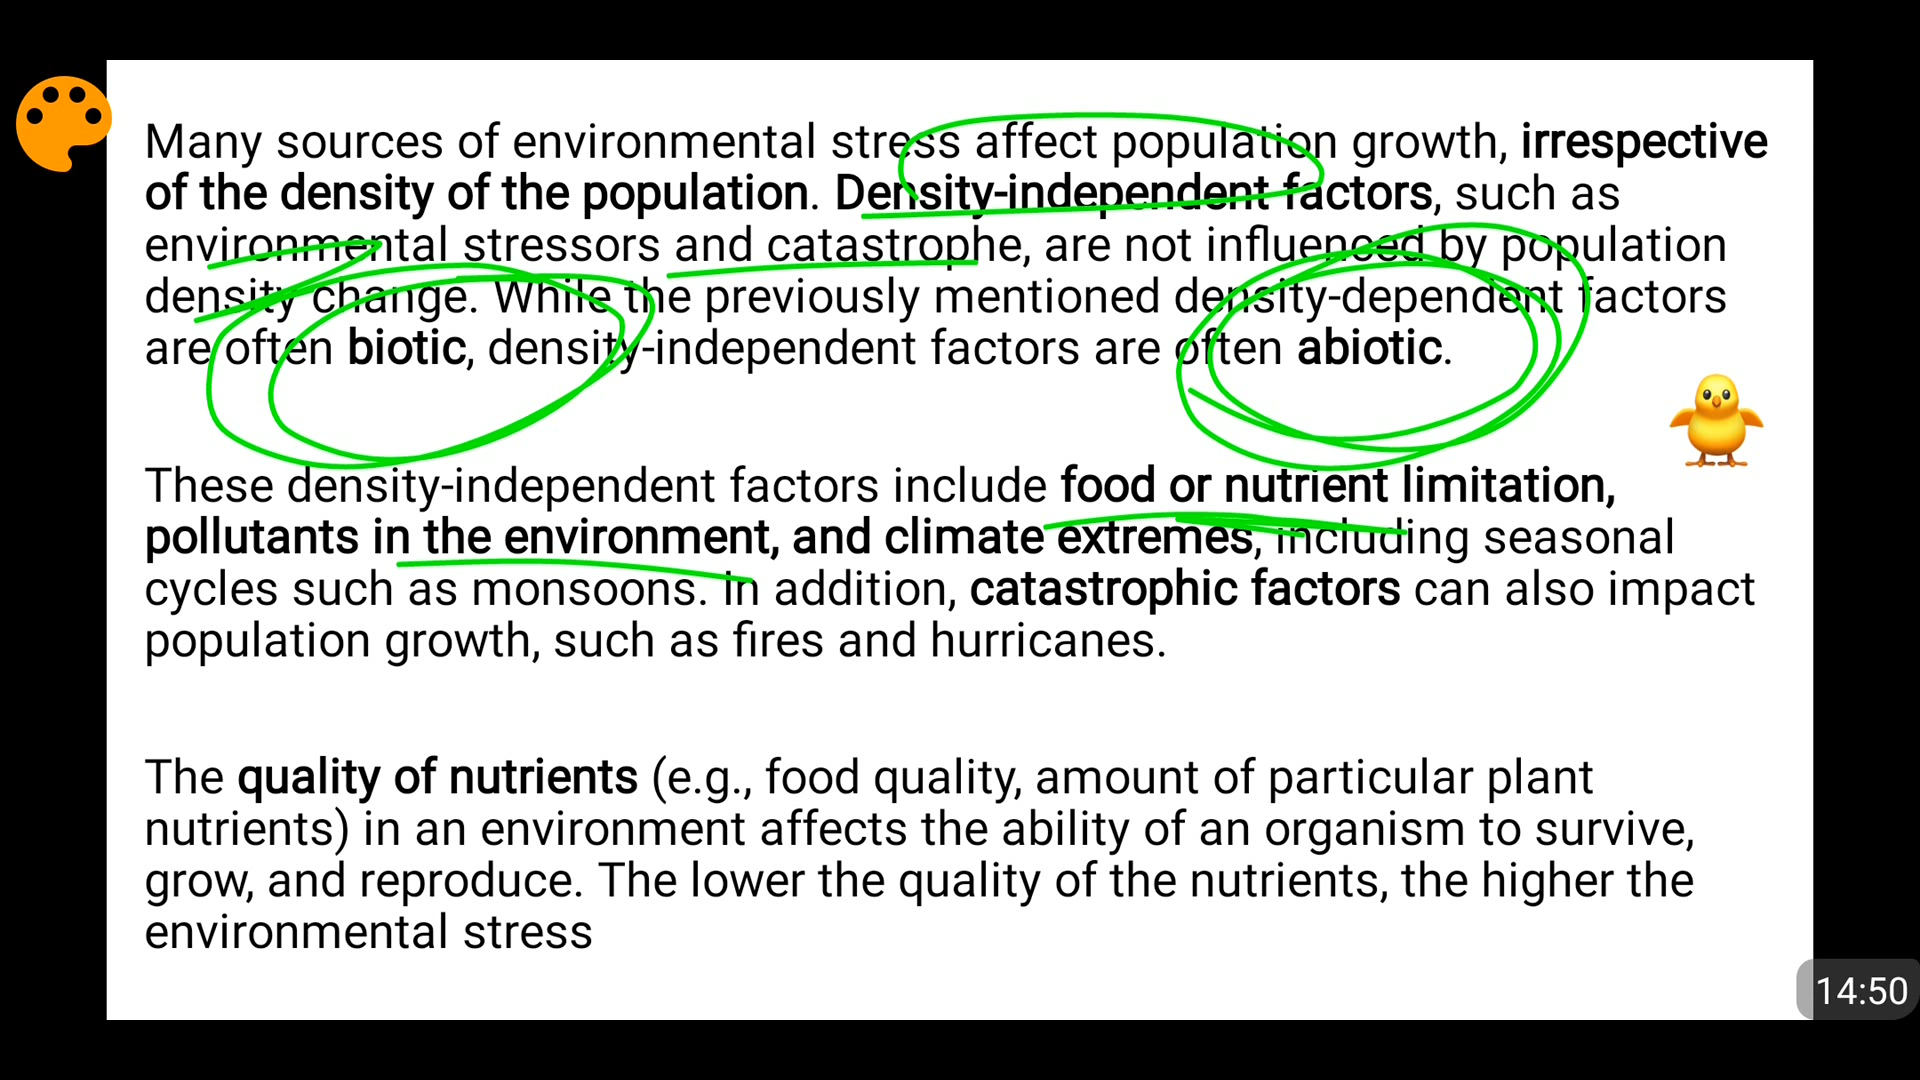 Many sources of environmental stress affect population growth, irrespective
of the density of the population. Density-independent factors, such as
environmental stressors and catastrophe, are not influenced by population
density change. While the previously mentioned density-dependent factors
are often biotic, density-independent factors are often abiotic.
These density-independent factors include food or nutrient limitation,
pollutants in the environment, and climate extremes, including seasonal
cycles such as monsoons. In addition, catastrophic factors can also impact
population growth, such as fires and hurricanes.
The quality of nutrients (e.g., food quality, amount of particular plant
nutrients) in an environment affects the ability of an organism to survive,
grow, and reproduce. The lower the quality of the nutrients, the higher the
environmental stress
14:50